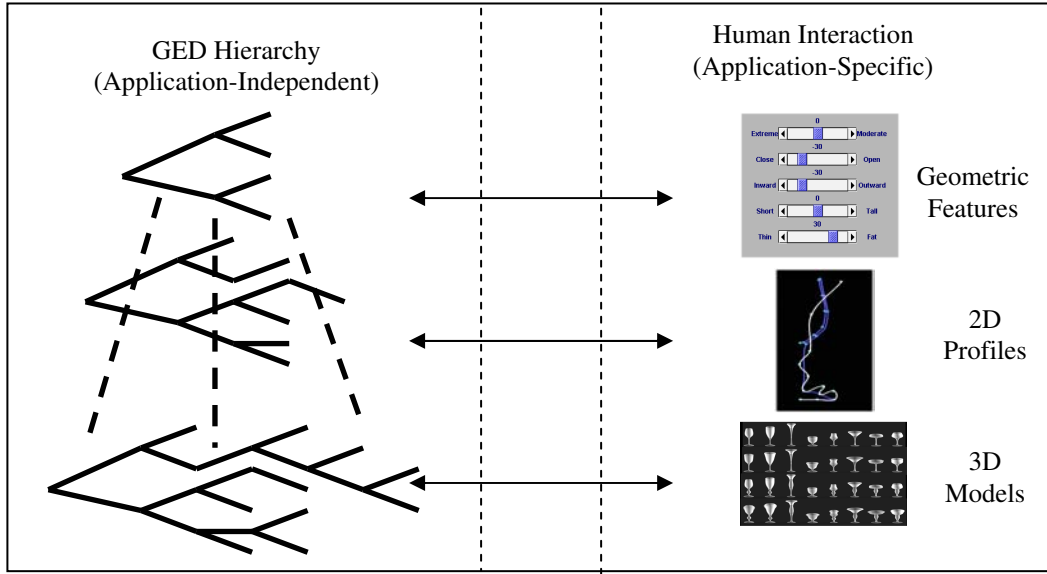 GED Hierarchy
(Application-Independent)
Human Interaction
(Application-Specific)
0
Extreme Moderate
-30
Close Open
-30
Inward Outward
0
Short Tall
30
Thin Fat
Geometric
Features
2D
Profiles
3D
Models